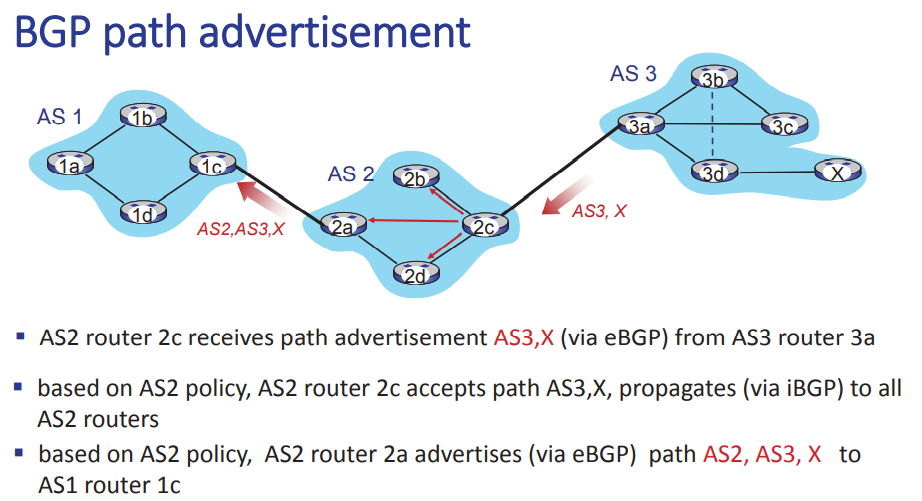 BGP path advertisement
AS 1
1b
1a
1c
1d
AS2,AS3,X
AS 2
2b
2a
2c
2d
AS3, X
AS 3
3b
3a
3c
3d
X
▪ AS2 router 2c receives path advertisement AS3,X (via eBGP) from AS3 router 3a
▪ based on AS2 policy, AS2 router 2c accepts path AS3,X, propagates (via iBGP) to all
AS2 routers
▪ based on AS2 policy, AS2 router 2a advertises (via eBGP) path AS2, AS3, X to
AS1 router 1c